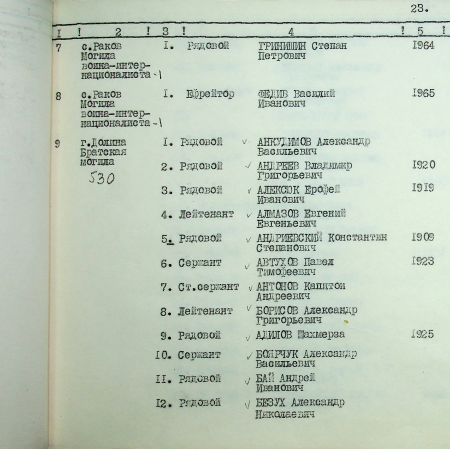 23.
I ! 2 ! 3 ! 4 ! 5 !
7 с.Раков I. Рядовой ГРИНИШИН Степан 1964
Могила Петрович
воина-интер-
националиста-1
8 с.Раков I. Ефрейтор ФЕДИВ Василий 1965
Могила Иванович
воина-интер-
националиста-1
9 г.Долина I. Рядовой АНКУДИМОВ Александр
Братская Васильевич
могила 2. Рядовой АНДРЕЕВ Владимир 1920
530 Григорьевич
3. Рядовой АЛЕКСЮК Ерофей 1919
Иванович
4. Лейтенант АЛМАЗОВ Евгений
Евгеньевич
5. Рядовой АНДРИЕВСКИЙ Константин 1909
Степанович
6. Сержант АВТУХОВ Павел 1923
Тимофеевич
7. Ст.сержант АНТОНОВ Капитон
Андреевич
8. Лейтенант БОРИСОВ Александр
Григорьевич
9. Рядовой АДИЛОВ Шахмерза 1925
IO. Сержант БОЯРЧУК Александр
Васильевич
II. Рядовой БАЙ Андрей
Иванович
I2. Рядовой БЕЗУХ Александр
Николаевич